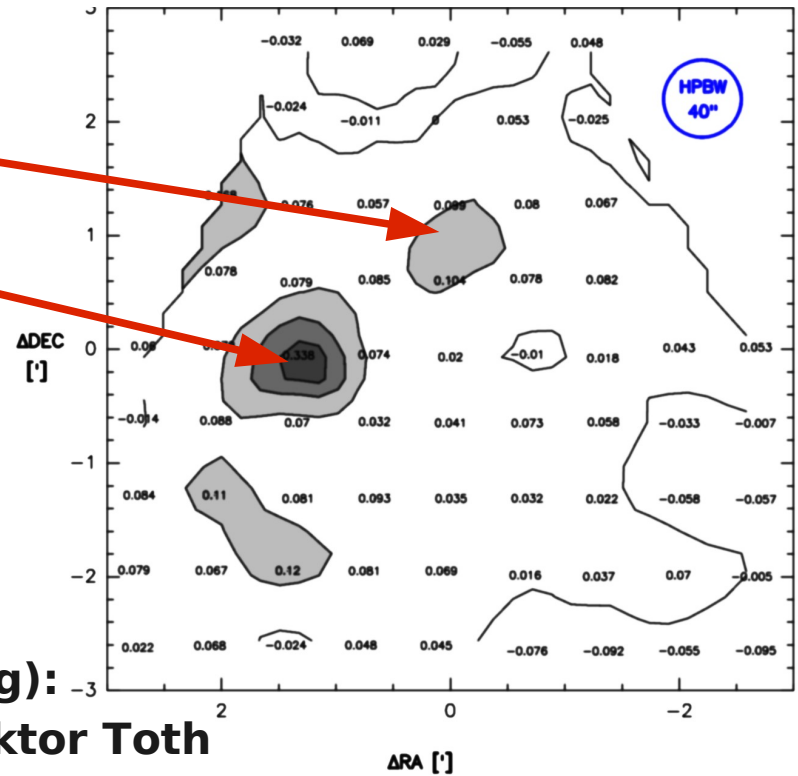 -0.032 0.069 0.029 -0.055 0.048
HPBW
40"
-0.024 -0.011 0 0.053 -0.025
2
0.076 0.057 0.099 0.08 0.067
1
0.078 0.079 0.085 0.104 0.078 0.082
ΔDEC
[']
0
0.338 0.074 0.02 -0.01 0.018 0.043 0.053
-0.014 0.088 0.07 0.032 0.041 0.073 0.058 -0.033 -0.007
-1
0.084 0.11 0.081 0.093 0.035 0.032 0.022 -0.058 -0.057
-2
0.079 0.067 0.12 0.081 0.069 0.016 0.037 0.07 -0.005
0.022 0.068 -0.024 0.048 0.045 -0.076 -0.092 -0.055 -0.095
-3
g):
ktor Toth
2 0 -2
ΔRA [']